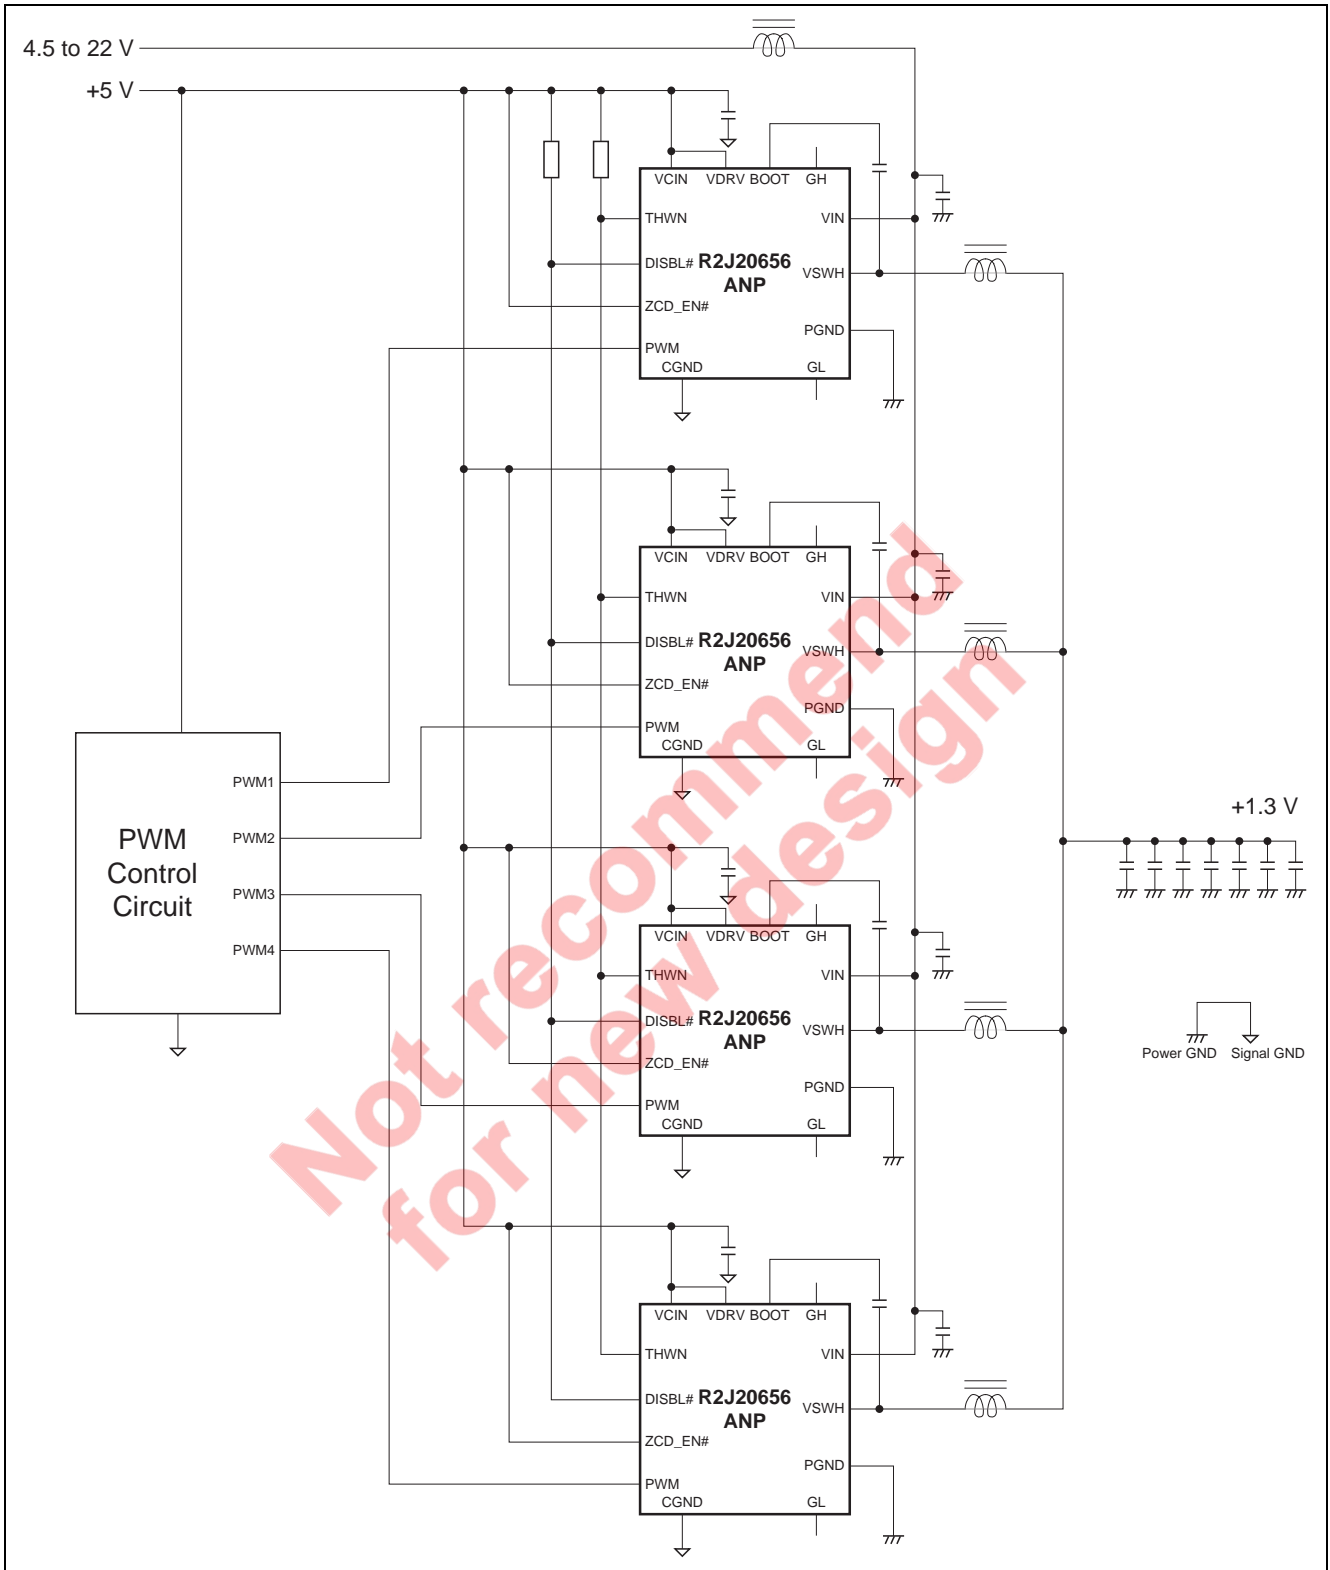 4.5 to 22 V
+5 V
VCIN VDRV BOOT GH
THWN VIN
DISBL# R2J20656 VSWH
ANP
ZCD_EN#
PGND
PWM
CGND GL
VCIN VDRV BOOT GH
THWN VIN
DISBL# R2J20656 VSWH
ANP
ZCD_EN#
PGND
PWM
CGND GL
PWM1
PWM2
PWM3
PWM4
PWM
Control
Circuit
+1.3 V
VCIN VDRV BOOT GH
THWN VIN
DISBL# R2J20656 VSWH
ANP
ZCD_EN#
PGND
PWM
CGND GL
Power GND Signal GND
VCIN VDRV BOOT GH
THWN VIN
DISBL# R2J20656 VSWH
ANP
ZCD_EN#
PGND
PWM
CGND GL
Not recommend
for new design